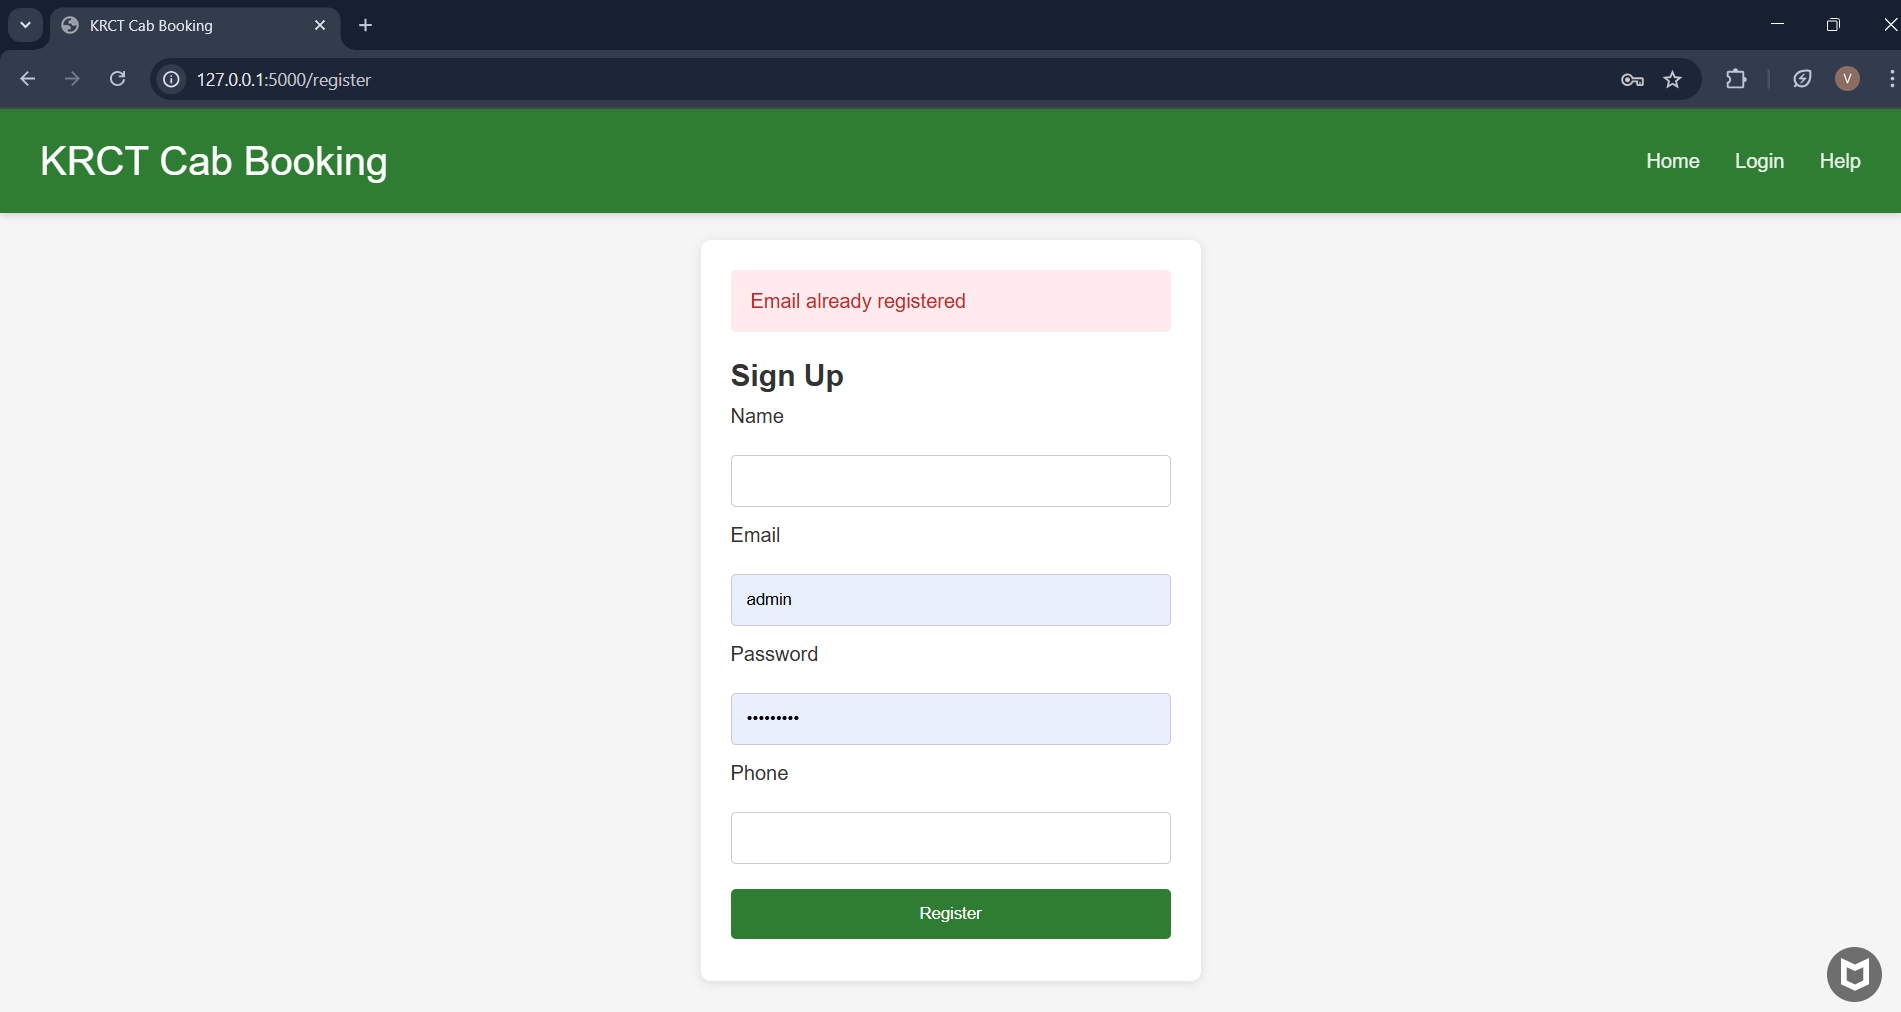 KRCT Cab Booking
127.0.0.1:5000/register
V
KRCT Cab Booking
Home Login Help
Email already registered
Sign Up
Name
Email
admin
Password
•••••••••
Phone
Register